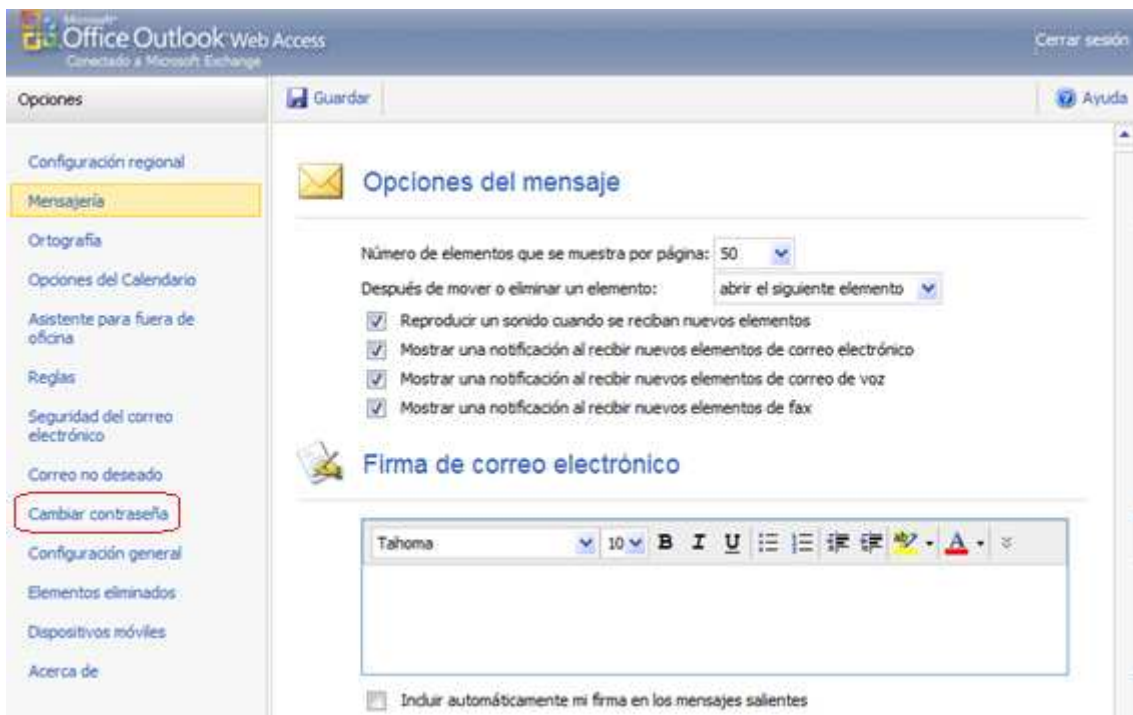 Microsoft®
Office Outlook Web Access
Conectado a Microsoft Exchange
Cerrar sesión
Opciones
Guardar
Ayuda
Configuración regional
Mensajería
Ortografía
Opciones del Calendario
Asistente para fuera de
oficina
Reglas
Seguridad del correo
electrónico
Correo no deseado
Cambiar contraseña
Configuración general
Elementos eliminados
Dispositivos móviles
Acerca de
Opciones del mensaje
Número de elementos que se muestra por página: 50
Después de mover o eliminar un elemento: abrir el siguiente elemento
Reproducir un sonido cuando se reciban nuevos elementos
Mostrar una notificación al recibir nuevos elementos de correo electrónico
Mostrar una notificación al recibir nuevos elementos de correo de voz
Mostrar una notificación al recibir nuevos elementos de fax
Firma de correo electrónico
Tahoma 10 B I U ab A
Incluir automáticamente mi firma en los mensajes salientes